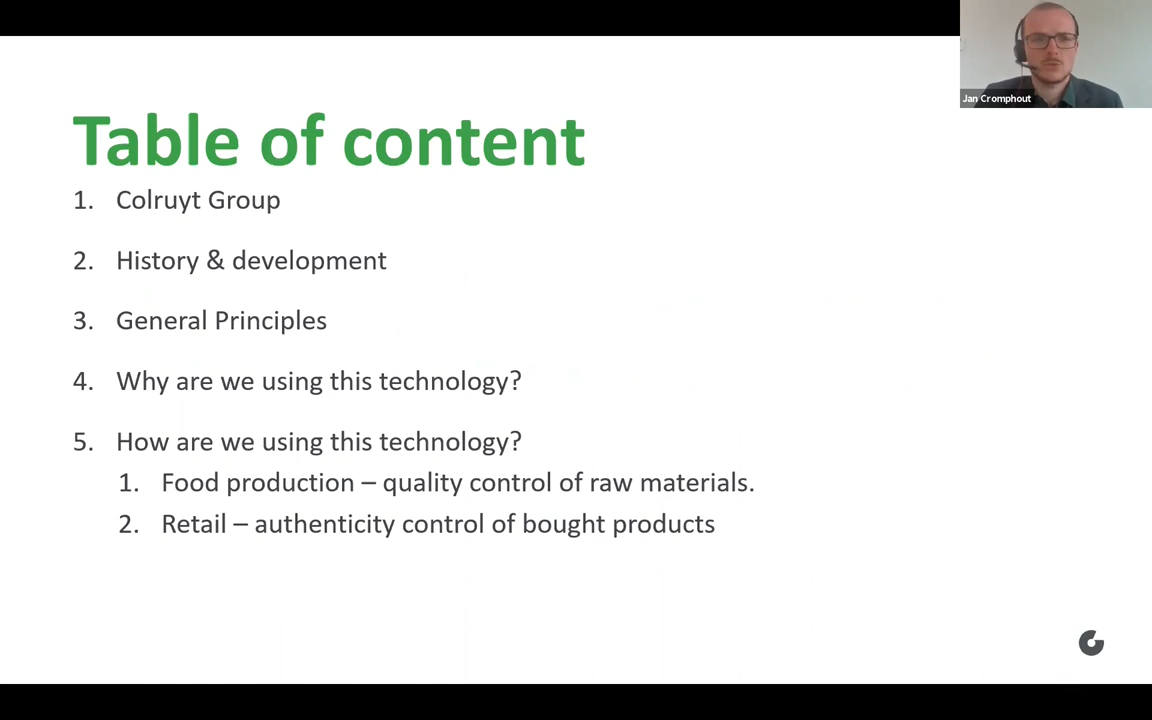 Jan Cromphout
Table of content
1. Colruyt Group
2. History & development
3. General Principles
4. Why are we using this technology?
5. How are we using this technology?
1. Food production – quality control of raw materials.
2. Retail – authenticity control of bought products